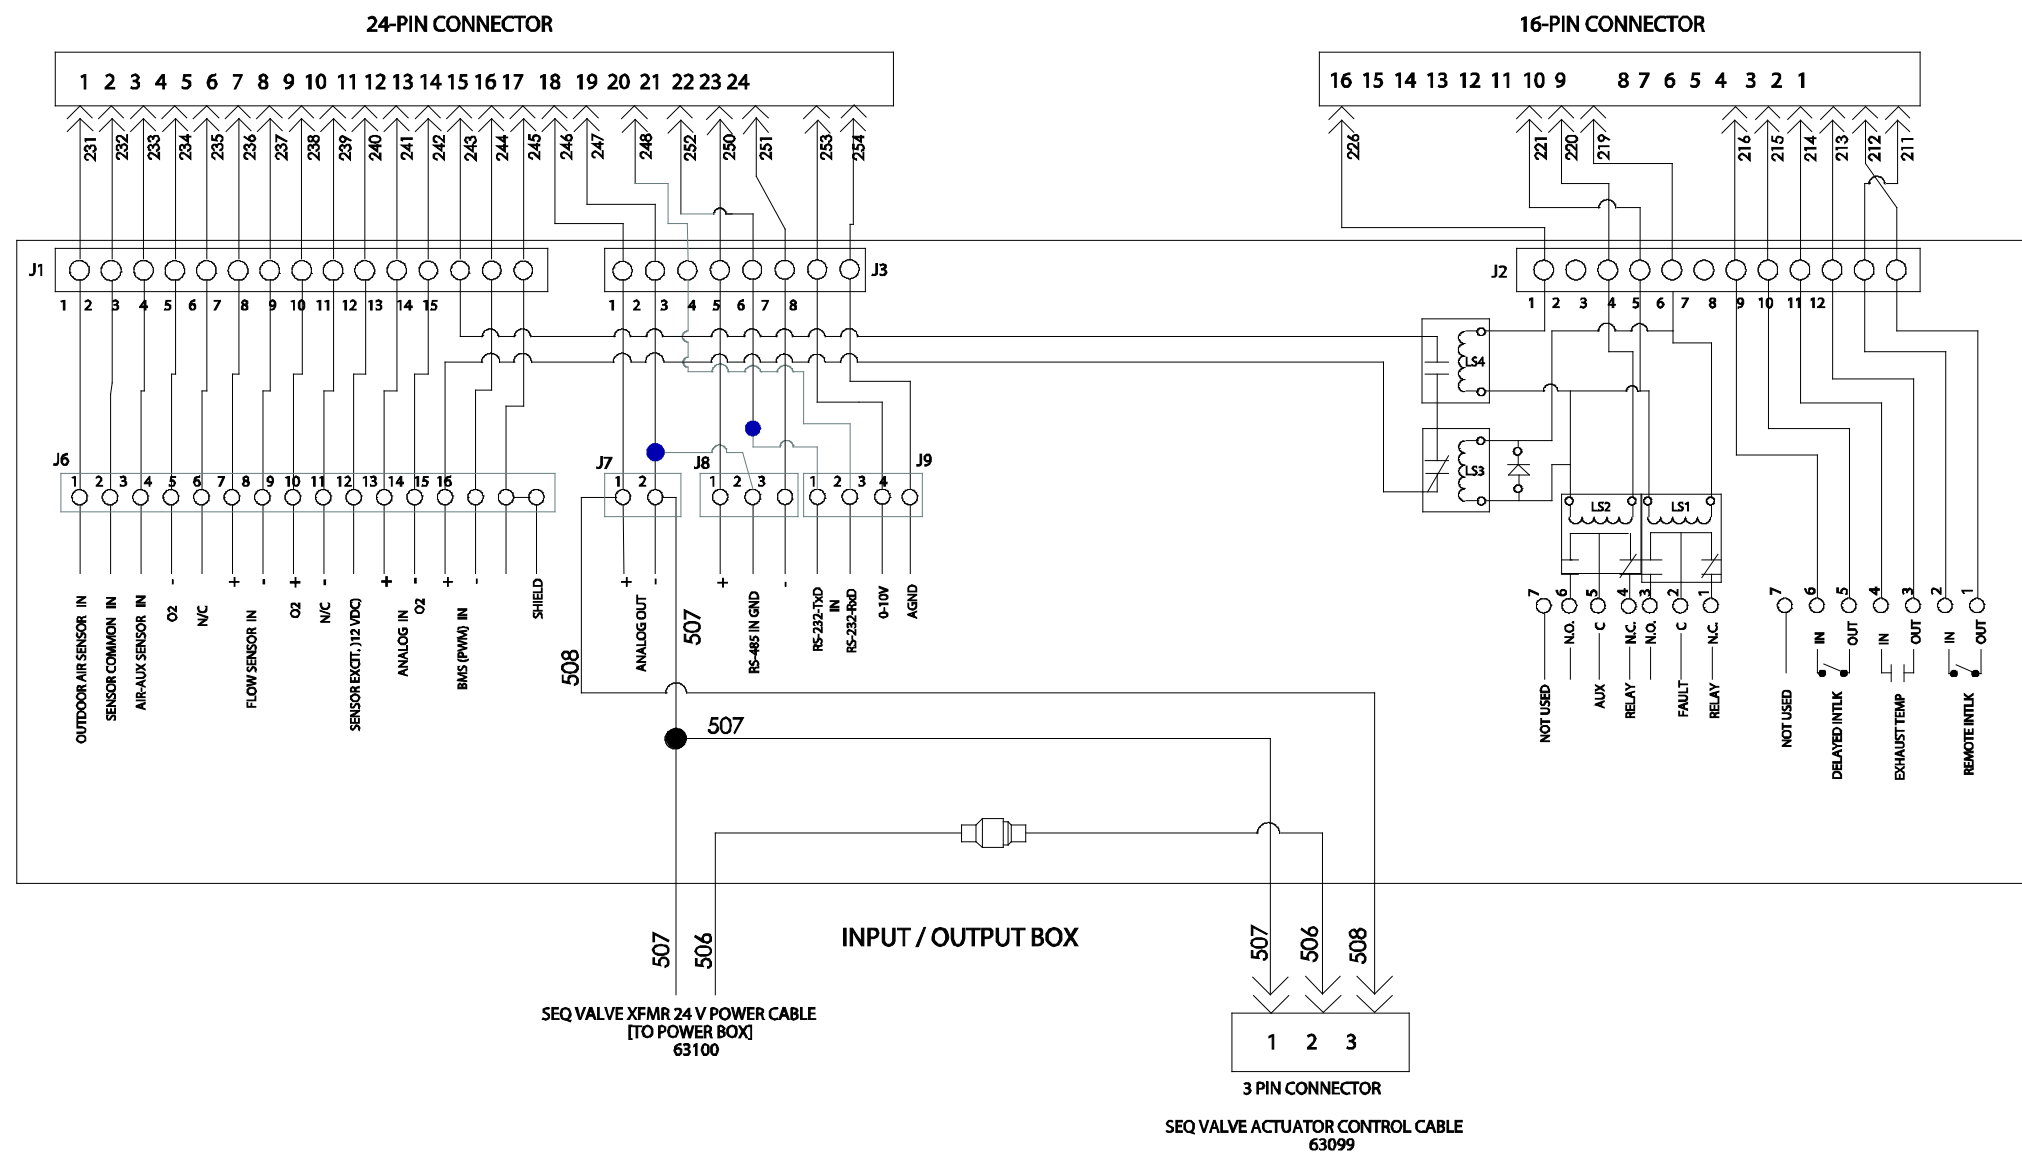 24-PIN CONNECTOR
16-PIN CONNECTOR
1 2 3 4 5 6 7 8 9 10 11 12 13 14 15 16 17 18 19 20 21 22 23 24
16 15 14 13 12 11 10 9 8 7 6 5 4 3 2 1
231 232 233 234 235 236 237 238 239 240 241 242 243 244 245 246 247 248 252 250 251 253 254
226 221 220 219 216 215 214 213 212 211
J1
J3
J2
1 2 3 4 5 6 7 8 9 10 11 12 13 14 15
1 2 3 4 5 6 7 8
1 2 3 4 5 6 7 8 9 10 11 12
LS4
LS3
LS2
LS1
J6
J7
J8
J9
1 2 3 4 5 6 7 8 9 10 11 12 13 14 15 16
1 2
1 2 3
1 2 3 4
- + - + - + - + -
+ -
+ -
OUTDOOR AIR SENSOR IN
SENSOR COMMON IN
AIR-AUX SENSOR IN
O2
N/C
FLOW SENSOR IN
O2
N/C
SENSOR EXCIT. )12 VDC)
ANALOG IN
O2
BMS (PWM) IN
SHIELD
ANALOG OUT
RS-485 IN GND
RS-232-TxD
IN
RS-232-RxD
0-10V
AGND
7 6 5 4 3 2 1
N.O. C N.C. N.O. C N.C.
NOT USED
AUX
RELAY
FAULT
RELAY
7 6 5 4 3 2 1
IN OUT IN OUT IN OUT
NOT USED
DELAYED INTLK
EXHAUST TEMP
REMOTE INTLK
508
507
507
507
506
INPUT / OUTPUT BOX
507
506
508
SEQ VALVE XFMR 24 V POWER CABLE
[TO POWER BOX]
63100
1 2 3
3 PIN CONNECTOR
SEQ VALVE ACTUATOR CONTROL CABLE
63099